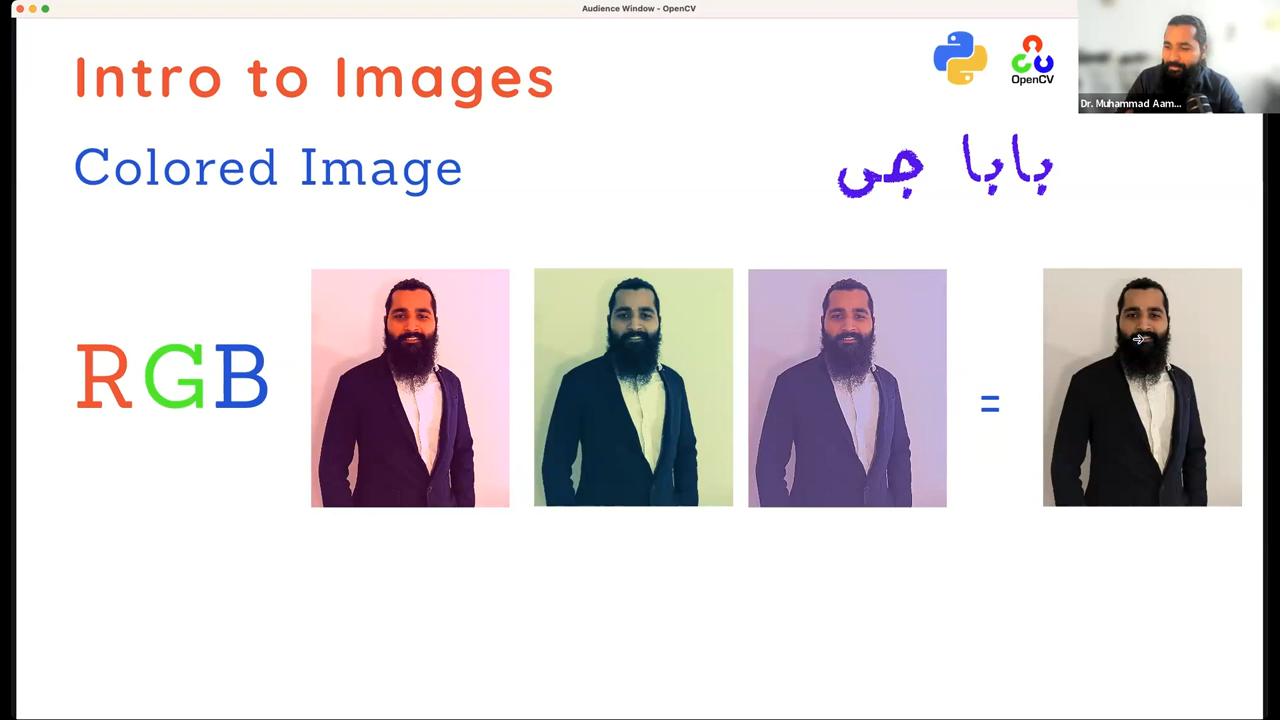 Audience Window - OpenCV
Intro to Images
OpenCV
Dr. Muhammad Aam...
Colored Image
بابا جی
RGB
=